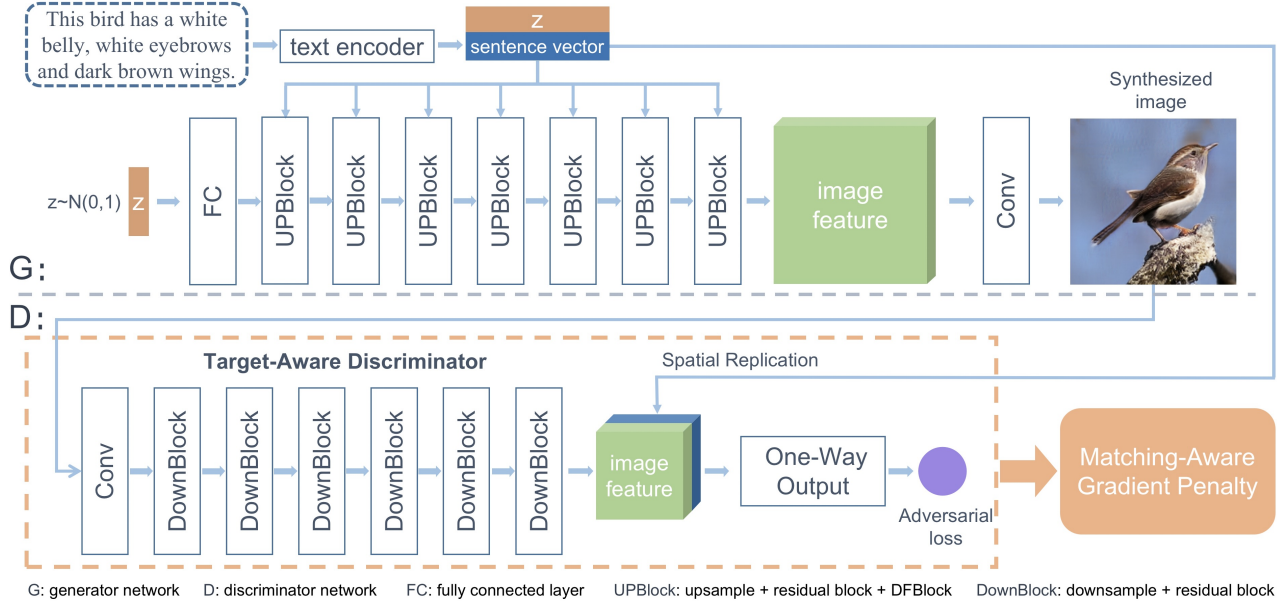 This bird has a white
belly, white eyebrows
and dark brown wings.
text encoder
z
sentence vector
Synthesized
image
z~N(0,1)
z
FC
UPBlock
UPBlock
UPBlock
UPBlock
UPBlock
UPBlock
UPBlock
image
feature
Conv
G:
D:
Target-Aware Discriminator
Spatial Replication
Conv
DownBlock
DownBlock
DownBlock
DownBlock
DownBlock
DownBlock
image
feature
One-Way
Output
Adversarial
loss
Matching-Aware
Gradient Penalty
G: generator network D: discriminator network FC: fully connected layer UPBlock: upsample + residual block + DFBlock DownBlock: downsample + residual block